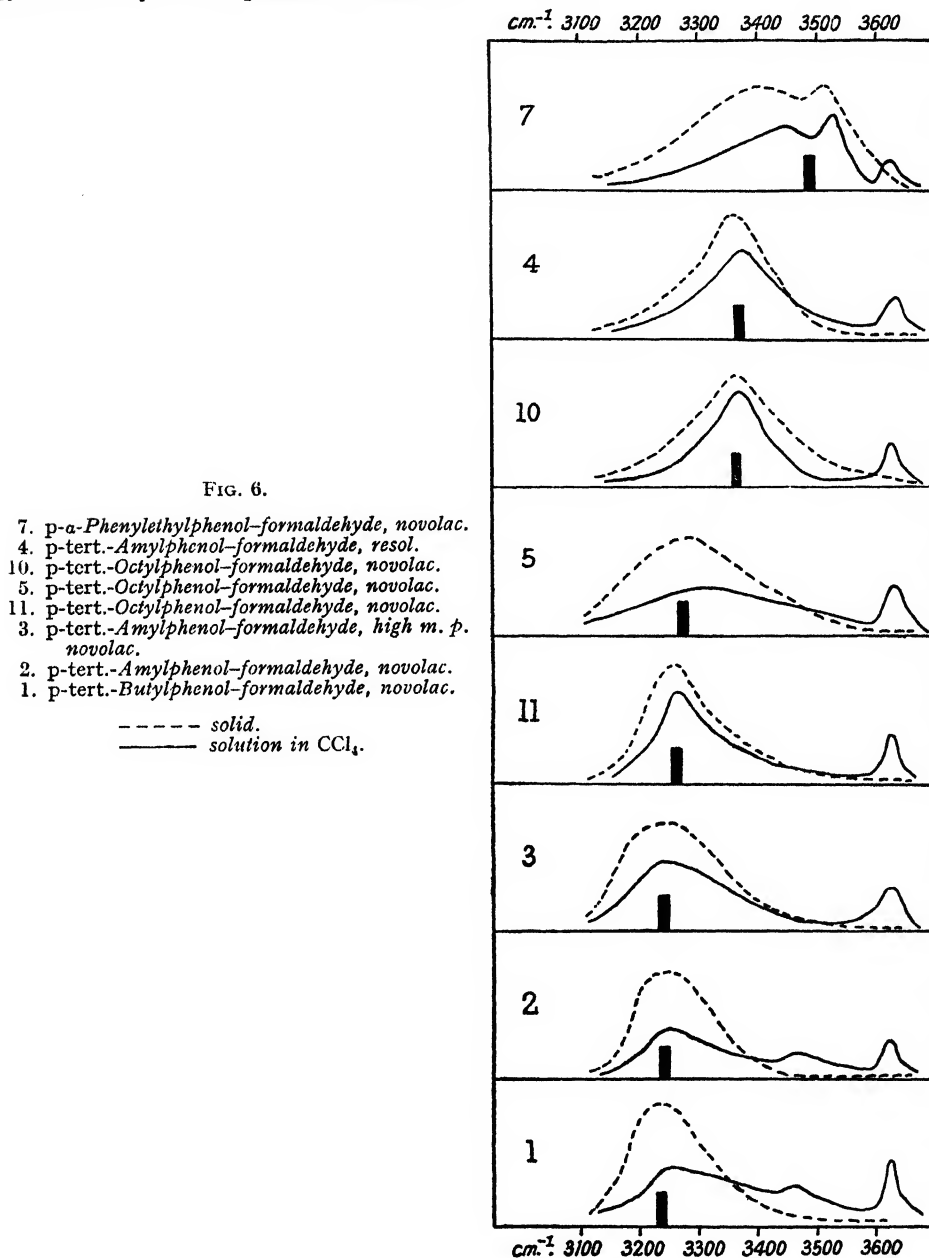 cm.⁻¹. 3100 3200 3300 3400 3500 3600
7
4
10
5
11
3
2
1
cm.⁻¹. 3100 3200 3300 3400 3500 3600
FIG. 6.
7. p-α-Phenylethylphenol–formaldehyde, novolac.
4. p-tert.-Amylphenol–formaldehyde, resol.
10. p-tert.-Octylphenol–formaldehyde, novolac.
5. p-tert.-Octylphenol–formaldehyde, novolac.
11. p-tert.-Octylphenol–formaldehyde, novolac.
3. p-tert.-Amylphenol–formaldehyde, high m. p.
novolac.
2. p-tert.-Amylphenol–formaldehyde, novolac.
1. p-tert.-Butylphenol–formaldehyde, novolac.
----- solid.
——— solution in CCl₄.